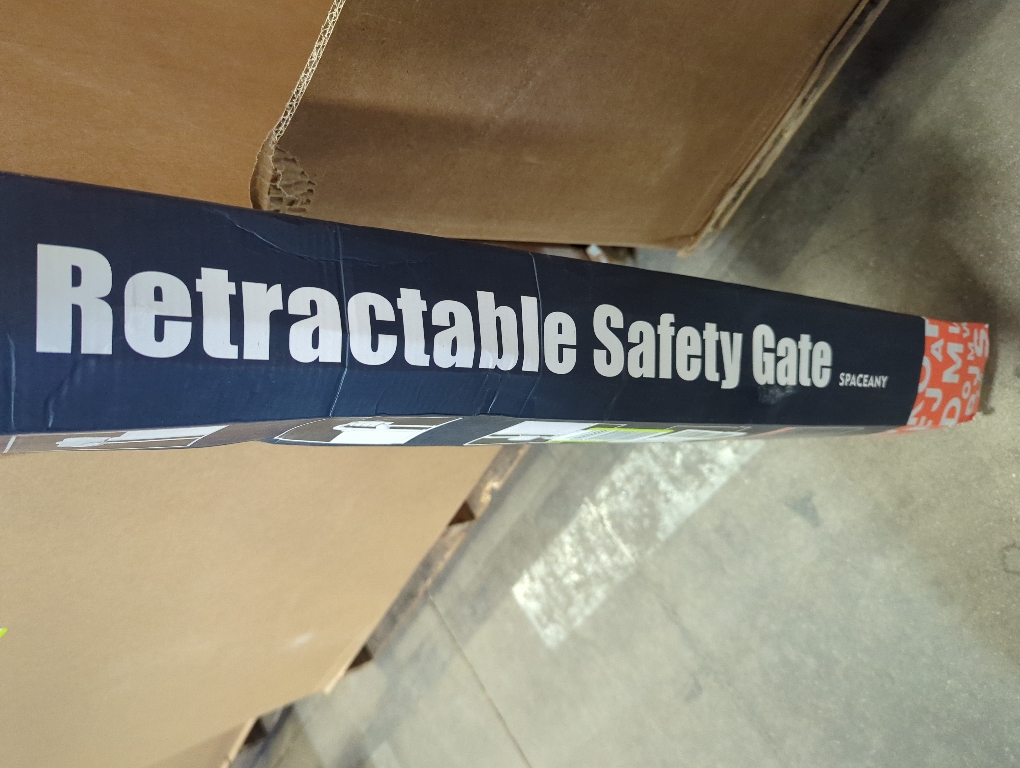 Retractable Safety Gate
SPACEANY